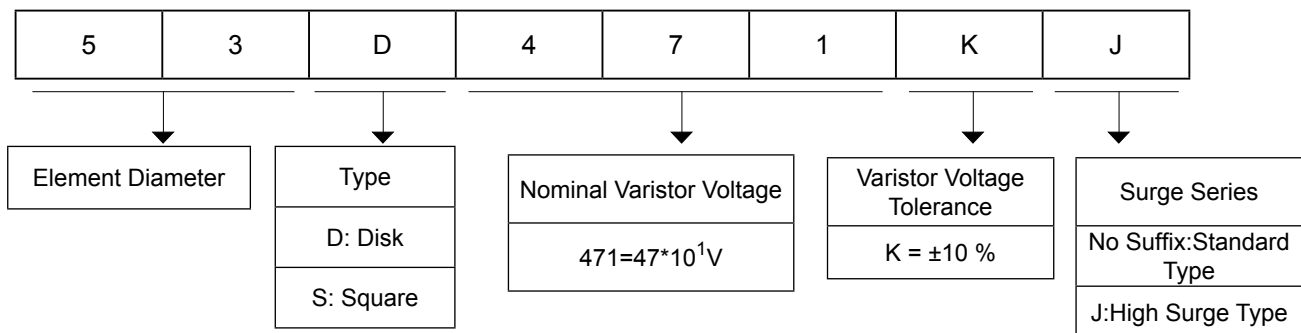 5 3 D 4 7 1 K J
Element Diameter
Type
D: Disk
S: Square
Nominal Varistor Voltage
471=47*10¹V
Varistor Voltage
Tolerance
K = ±10 %
Surge Series
No Suffix:Standard
Type
J:High Surge Type